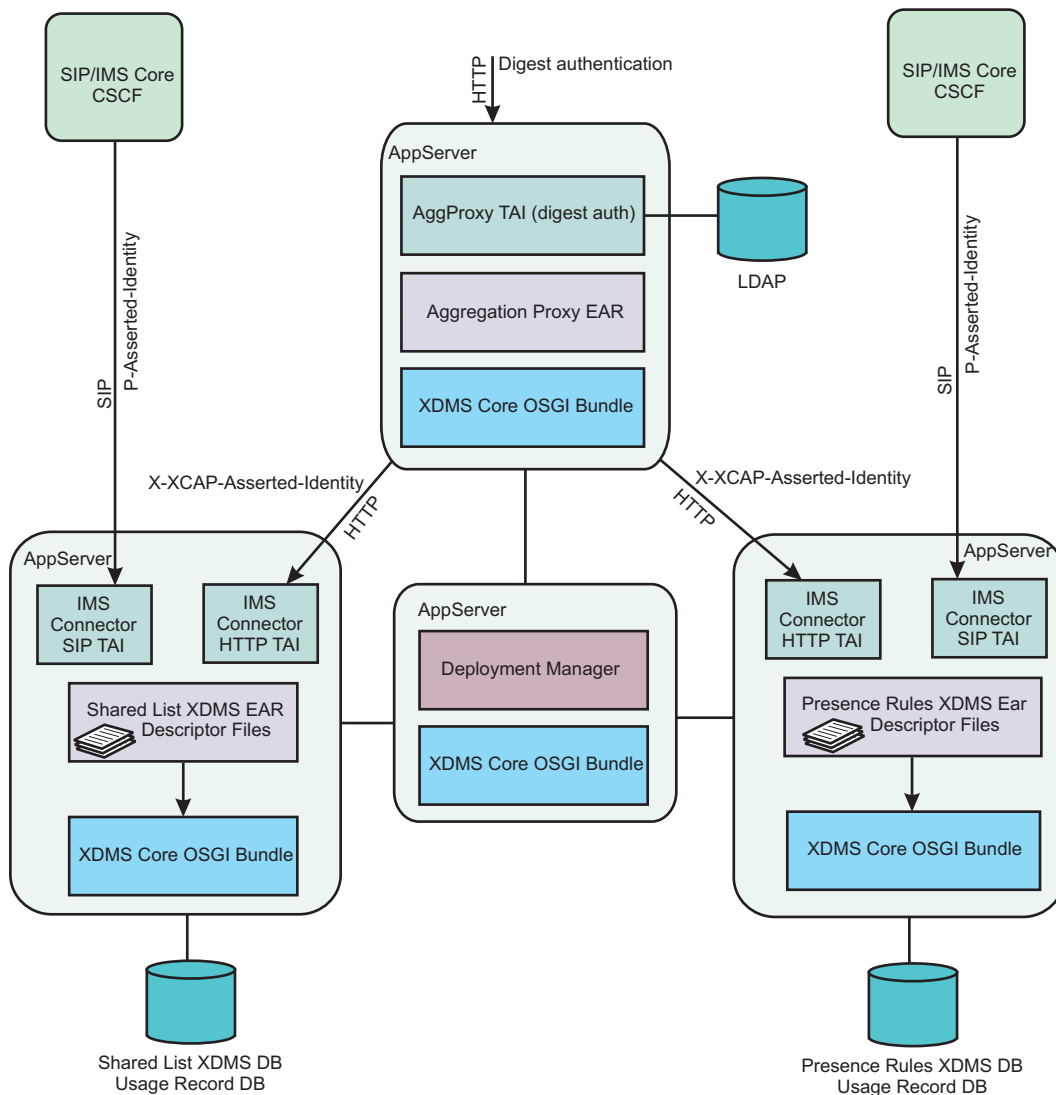 SIP/IMS Core
CSCF
HTTP
Digest authentication
SIP/IMS Core
CSCF
AppServer
AggProxy TAI (digest auth)
LDAP
Aggregation Proxy EAR
XDMS Core OSGI Bundle
SIP
P-Asserted-Identity
SIP
P-Asserted-Identity
X-XCAP-Asserted-Identity
HTTP
X-XCAP-Asserted-Identity
HTTP
AppServer
IMS
Connector
SIP TAI
IMS
Connector
HTTP TAI
Shared List XDMS EAR
Descriptor Files
XDMS Core OSGI Bundle
AppServer
Deployment Manager
XDMS Core OSGI Bundle
AppServer
IMS
Connector
HTTP TAI
IMS
Connector
SIP TAI
Presence Rules XDMS Ear
Descriptor Files
XDMS Core OSGI Bundle
Shared List XDMS DB
Usage Record DB
Presence Rules XDMS DB
Usage Record DB